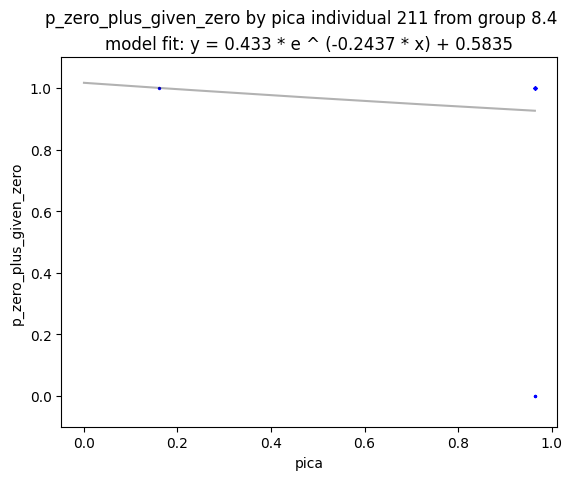 p_zero_plus_given_zero by pica individual 211 from group 8.4
model fit: y = 0.433 * e ^ (-0.2437 * x) + 0.5835
1.0
0.8
0.6
0.4
0.2
0.0
p_zero_plus_given_zero
0.0 0.2 0.4 0.6 0.8 1.0
pica